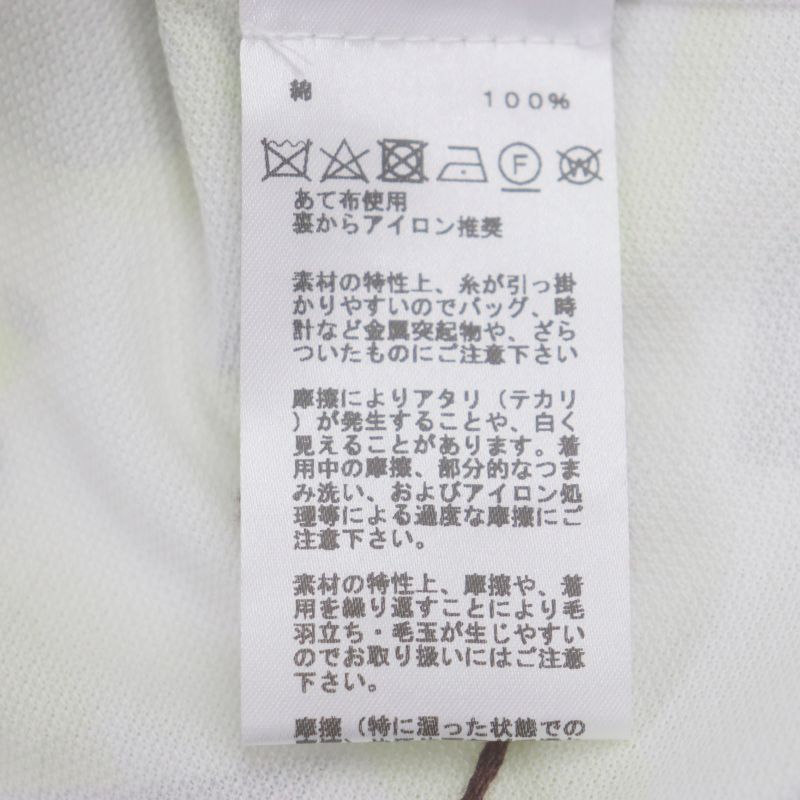 綿 100%
F W
あて布使用
裏からアイロン推奨
素材の特性上、糸が引っ掛
かりやすいのでバッグ、時
計など金属突起物や、ざら
ついたものにご注意下さい
摩擦によりアタリ（テカリ
）が発生することや、白く
見えることがあります。着
用中の摩擦、部分的なつま
み洗い、およびアイロン処
理等による過度な摩擦にご
注意下さい。
素材の特性上、摩擦や、着
用を繰り返すことにより毛
羽立ち・毛玉が生じやすい
のでお取り扱いにはご注意
下さい。
摩擦（特に湿った状態での